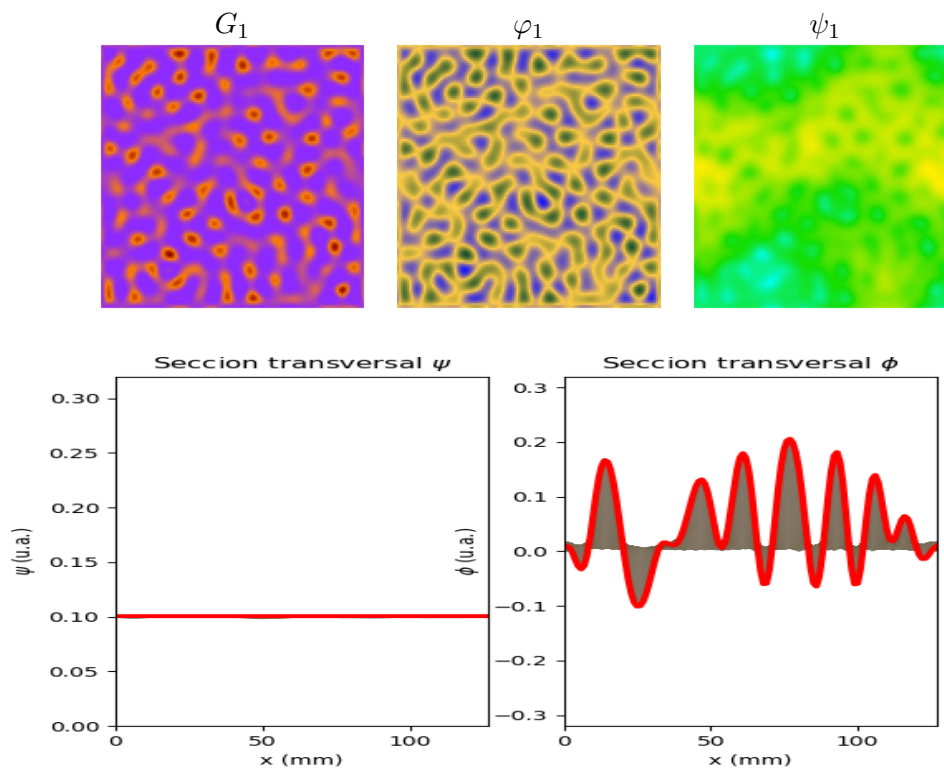 G₁ φ₁ ψ₁
Seccion transversal ψ
ψ (u.a.)
0.30
0.25
0.20
0.15
0.10
0.05
0.00
0 50 100
x (mm)
Seccion transversal ϕ
ϕ (u.a.)
0.3
0.2
0.1
0.0
−0.1
−0.2
−0.3
0 50 100
x (mm)